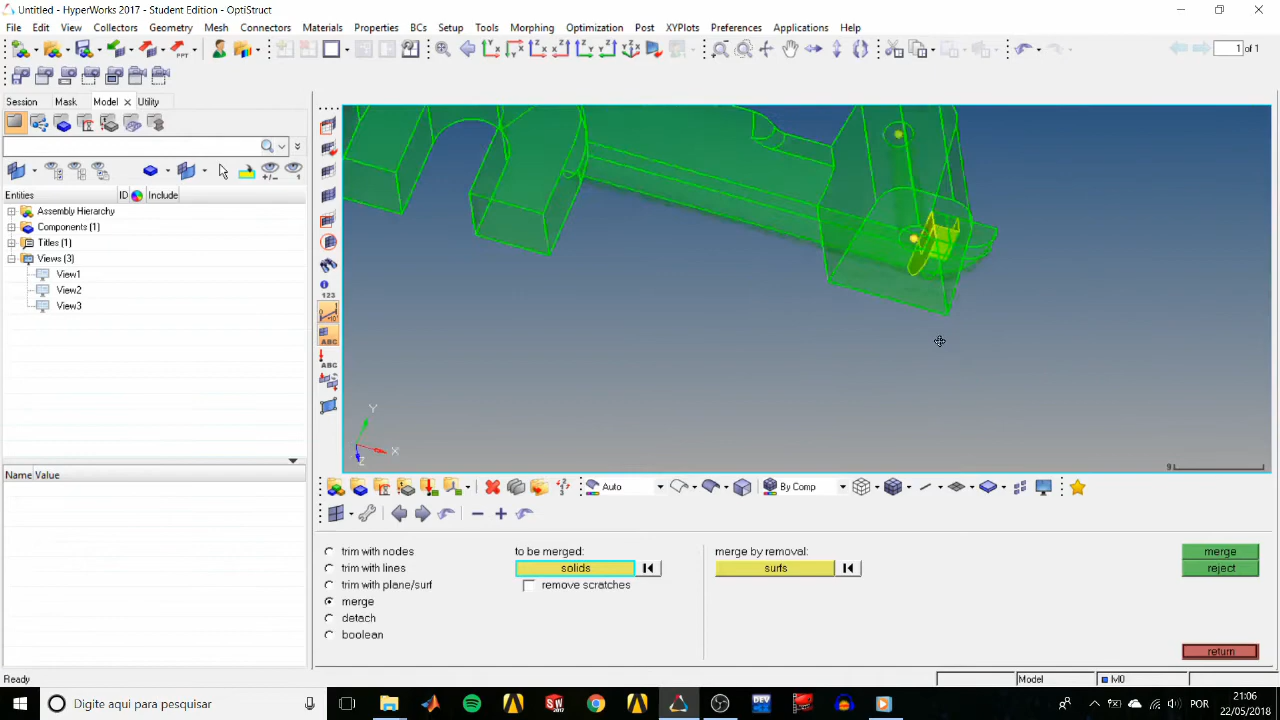 Untitled - HyperWorks 2017 - Student Edition - OptiStruct
File Edit View Collectors Geometry Mesh Connectors Materials Properties BCs Setup Tools Morphing Optimization Post XYPlots Preferences Applications Help
1 of 1
Session Mask Model Utility
Entities ID Include
Assembly Hierarchy
Components (1)
Titles (1)
Views (3)
View1
View2
View3
Name Value
123
ABC
ABC
Y
X
Z
9
Auto
By Comp
trim with nodes
trim with lines
trim with plane/surf
merge
detach
boolean
to be merged:
solids
remove scratches
merge by removal:
surfs
merge
reject
return
Ready
Model
lvl0
Digite aqui para pesquisar
POR
21:06
22/05/2018